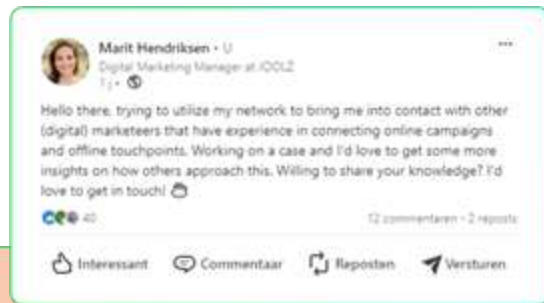 Marit Hendriksen • U
Digital Marketing Manager at JOOLZ
1 j •
Hello there, trying to utilize my network to bring me into contact with other
(digital) marketeers that have experience in connecting online campaigns
and offline touchpoints. Working on a case and I'd love to get some more
insights on how others approach this. Willing to share your knowledge? I'd
love to get in touch!
40
12 commentaren • 2 reposts
Interessant
Commentaar
Reposten
Versturen